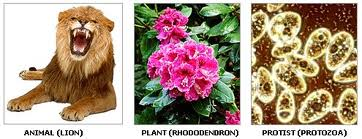 ANIMAL (LION)
PLANT (RHODODENDRON)
PROTIST (PROTOZOA)